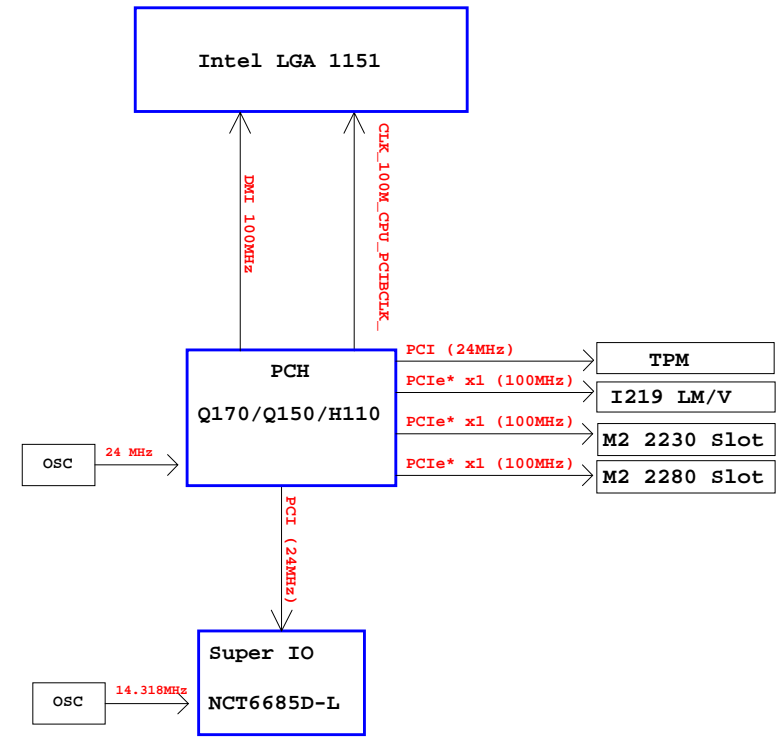 Intel LGA 1151
DMI 100MHz
CLK_100M_CPU_PCIBCLK_
PCH
Q170/Q150/H110
PCI (24MHz)
TPM
PCIe* x1 (100MHz)
I219 LM/V
PCIe* x1 (100MHz)
M2 2230 Slot
PCIe* x1 (100MHz)
M2 2280 Slot
OSC
24 MHz
PCI (24MHz)
Super IO
NCT6685D-L
OSC
14.318MHz